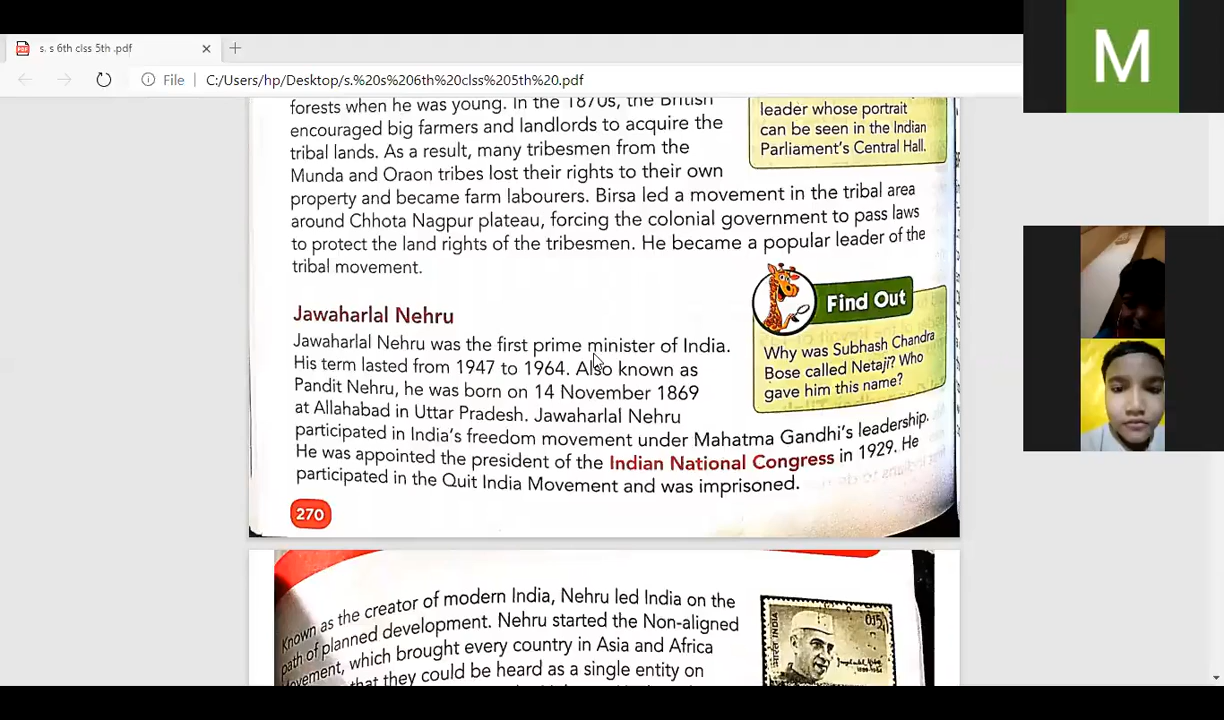 s. s 6th clss 5th .pdf
File
C:/Users/hp/Desktop/s.%20s%206th%20clss%205th%20.pdf
M
forests when he was young. In the 1870s, the British
encouraged big farmers and landlords to acquire the
tribal lands. As a result, many tribesmen from the
Munda and Oraon tribes lost their rights to their own
property and became farm labourers. Birsa led a movement in the tribal area
around Chhota Nagpur plateau, forcing the colonial government to pass laws
to protect the land rights of the tribesmen. He became a popular leader of the
tribal movement.
leader whose portrait
can be seen in the Indian
Parliament's Central Hall.
Jawaharlal Nehru
Jawaharlal Nehru was the first prime minister of India.
His term lasted from 1947 to 1964. Also known as
Pandit Nehru, he was born on 14 November 1869
at Allahabad in Uttar Pradesh. Jawaharlal Nehru
participated in India's freedom movement under Mahatma Gandhi's leadership.
He was appointed the president of the Indian National Congress in 1929. He
participated in the Quit India Movement and was imprisoned.
Find Out
Why was Subhash Chandra
Bose called Netaji? Who
gave him this name?
270
Known as the creator of modern India, Nehru led India on the
path of planned development. Nehru started the Non-aligned
Movement, which brought every country in Asia and Africa
that they could be heard as a single entity on
015
INDIA